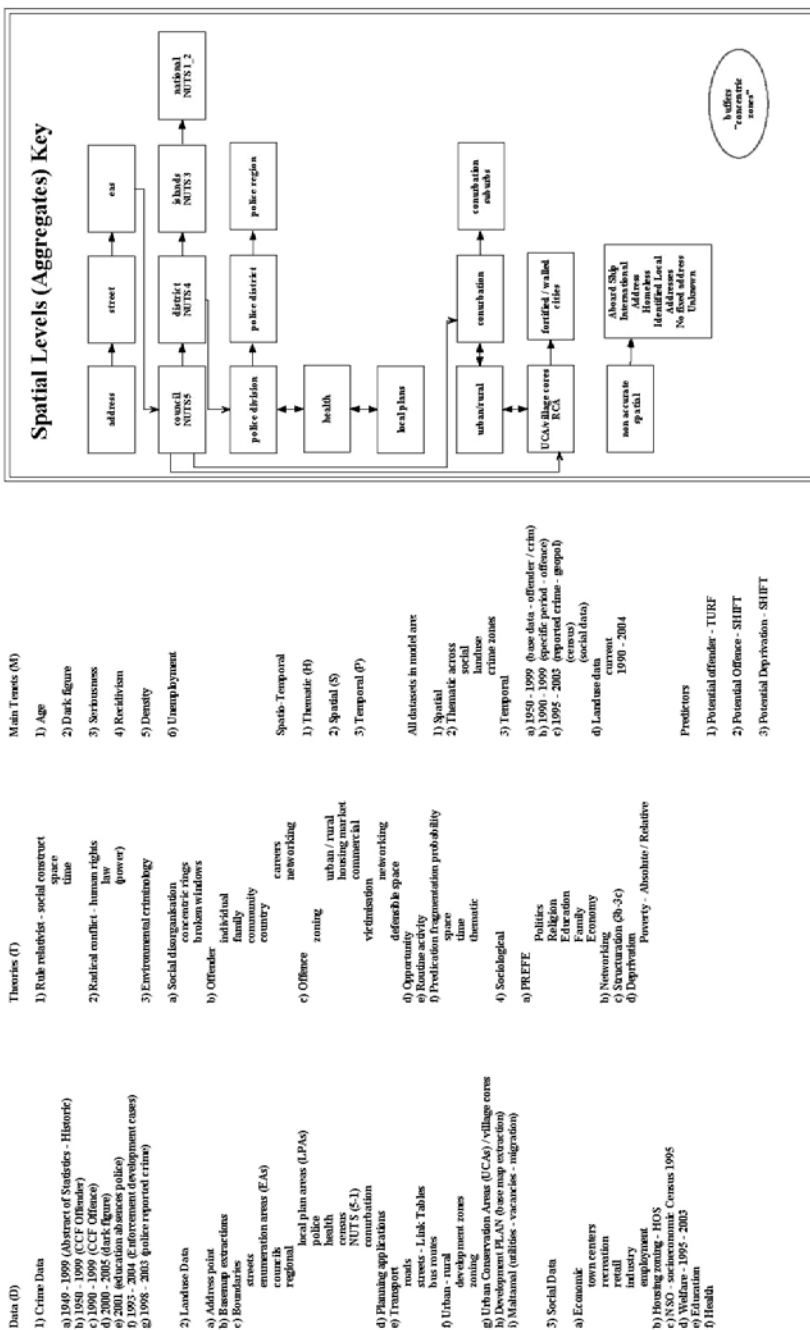 Data (D)
1) Crime Data
a) 1949 - 1999 (Abstract of Statistics - Historic)
b) 1950 - 1999 (CCF Offender)
c) 1990 - 1999 (CCF Offence)
d) 2000 - 2005 (dark figure)
e) 2001 (education absences police)
f) 1993 - 2004 (Enforcement development cases)
g) 1998 - 2003 (police reported crime)
2) Landuse Data
a) Address point
b) Basemap extractions
c) Boundaries
streets
enumeration areas (EAs)
councils
regional
local plan areas (LPAs)
police
health
census
NUTS (5-1)
conurbation
d) Planning applications
e) Transport
roads
streets - Link Tables
bus routes
f) Urban - rural
development zones
zoning
g) Urban Conservation Areas (UCAs) / village cores
h) Development PLAN (base map extraction)
i) Maltamal (utilities - vacancies - migration)
3) Social Data
a) Economic
town centers
recreation
retail
industry
employment
b) Housing zoning - HOS
c) NSO - socioeconomic Census 1995
d) Welfare - 1995 - 2003
e) Education
f) Health
Theories (T)
1) Rule relativist - social construct
space
time
2) Radical conflict - human rights
law
(power)
3) Environmental criminology
a) Social disorganisation
concentric rings
broken windows
b) Offender
individual
family
community
country
careers
networking
c) Offence
zoning
urban / rural
housing market
commercial
victimisation
networking
defensible space
d) Opportunity
e) Routine activity
f) Predication fragmentation probability
space
time
thematic
4) Sociological
a) PREFE
Politics
Religion
Education
Family
Economy
b) Networking
c) Structuration (3b-3c)
d) Deprivation
Poverty - Absolute / Relative
Main Tenets (M)
1) Age
2) Dark figure
3) Seriousness
4) Recidivism
5) Density
6) Unemployment
Spatio-Temporal
1) Thematic (H)
2) Spatial (S)
3) Temporal (P)
All datasets in model are:
1) Spatial
2) Thematic across
social
landuse
crime zones
3) Temporal
a) 1950 - 1999 (base data - offender / crim)
b) 1990 - 1999 (specific period - offence)
c) 1995 - 2003 (reported crime - geopol)
(census)
(social data)
d) Landuse data
current
1990 - 2004
Predictors
1) Potential offender - TURF
2) Potential Offence - SHIFT
3) Potential Deprivation - SHIFT
Spatial Levels (Aggregates) Key
address
street
eas
council
NUTS5
district
NUTS 4
islands
NUTS 3
national
NUTS 1_2
police division
police district
police region
health
local plans
urban/rural
conurbation
conurbation
suburbs
UCA/village cores
RCA
fortified / walled
cities
non accurate
spatial
Aboard Ship
International
Address
Homeless
Identified Local
Addresses
No fixed address
Unknown
buffers
"concentric
zones"